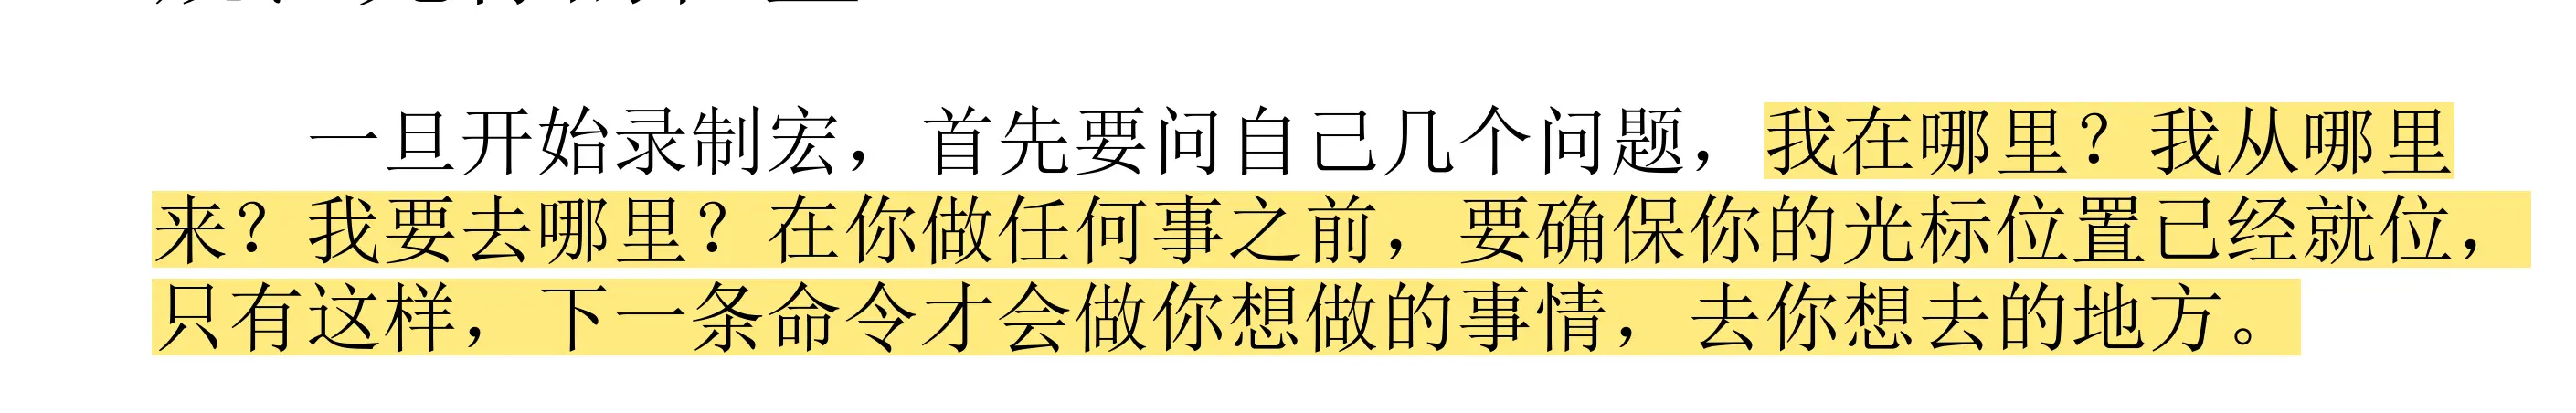 一旦开始录制宏，首先要问自己几个问题，我在哪里？我从哪里
来？我要去哪里？在你做任何事之前，要确保你的光标位置已经就位，
只有这样，下一条命令才会做你想做的事情，去你想去的地方。